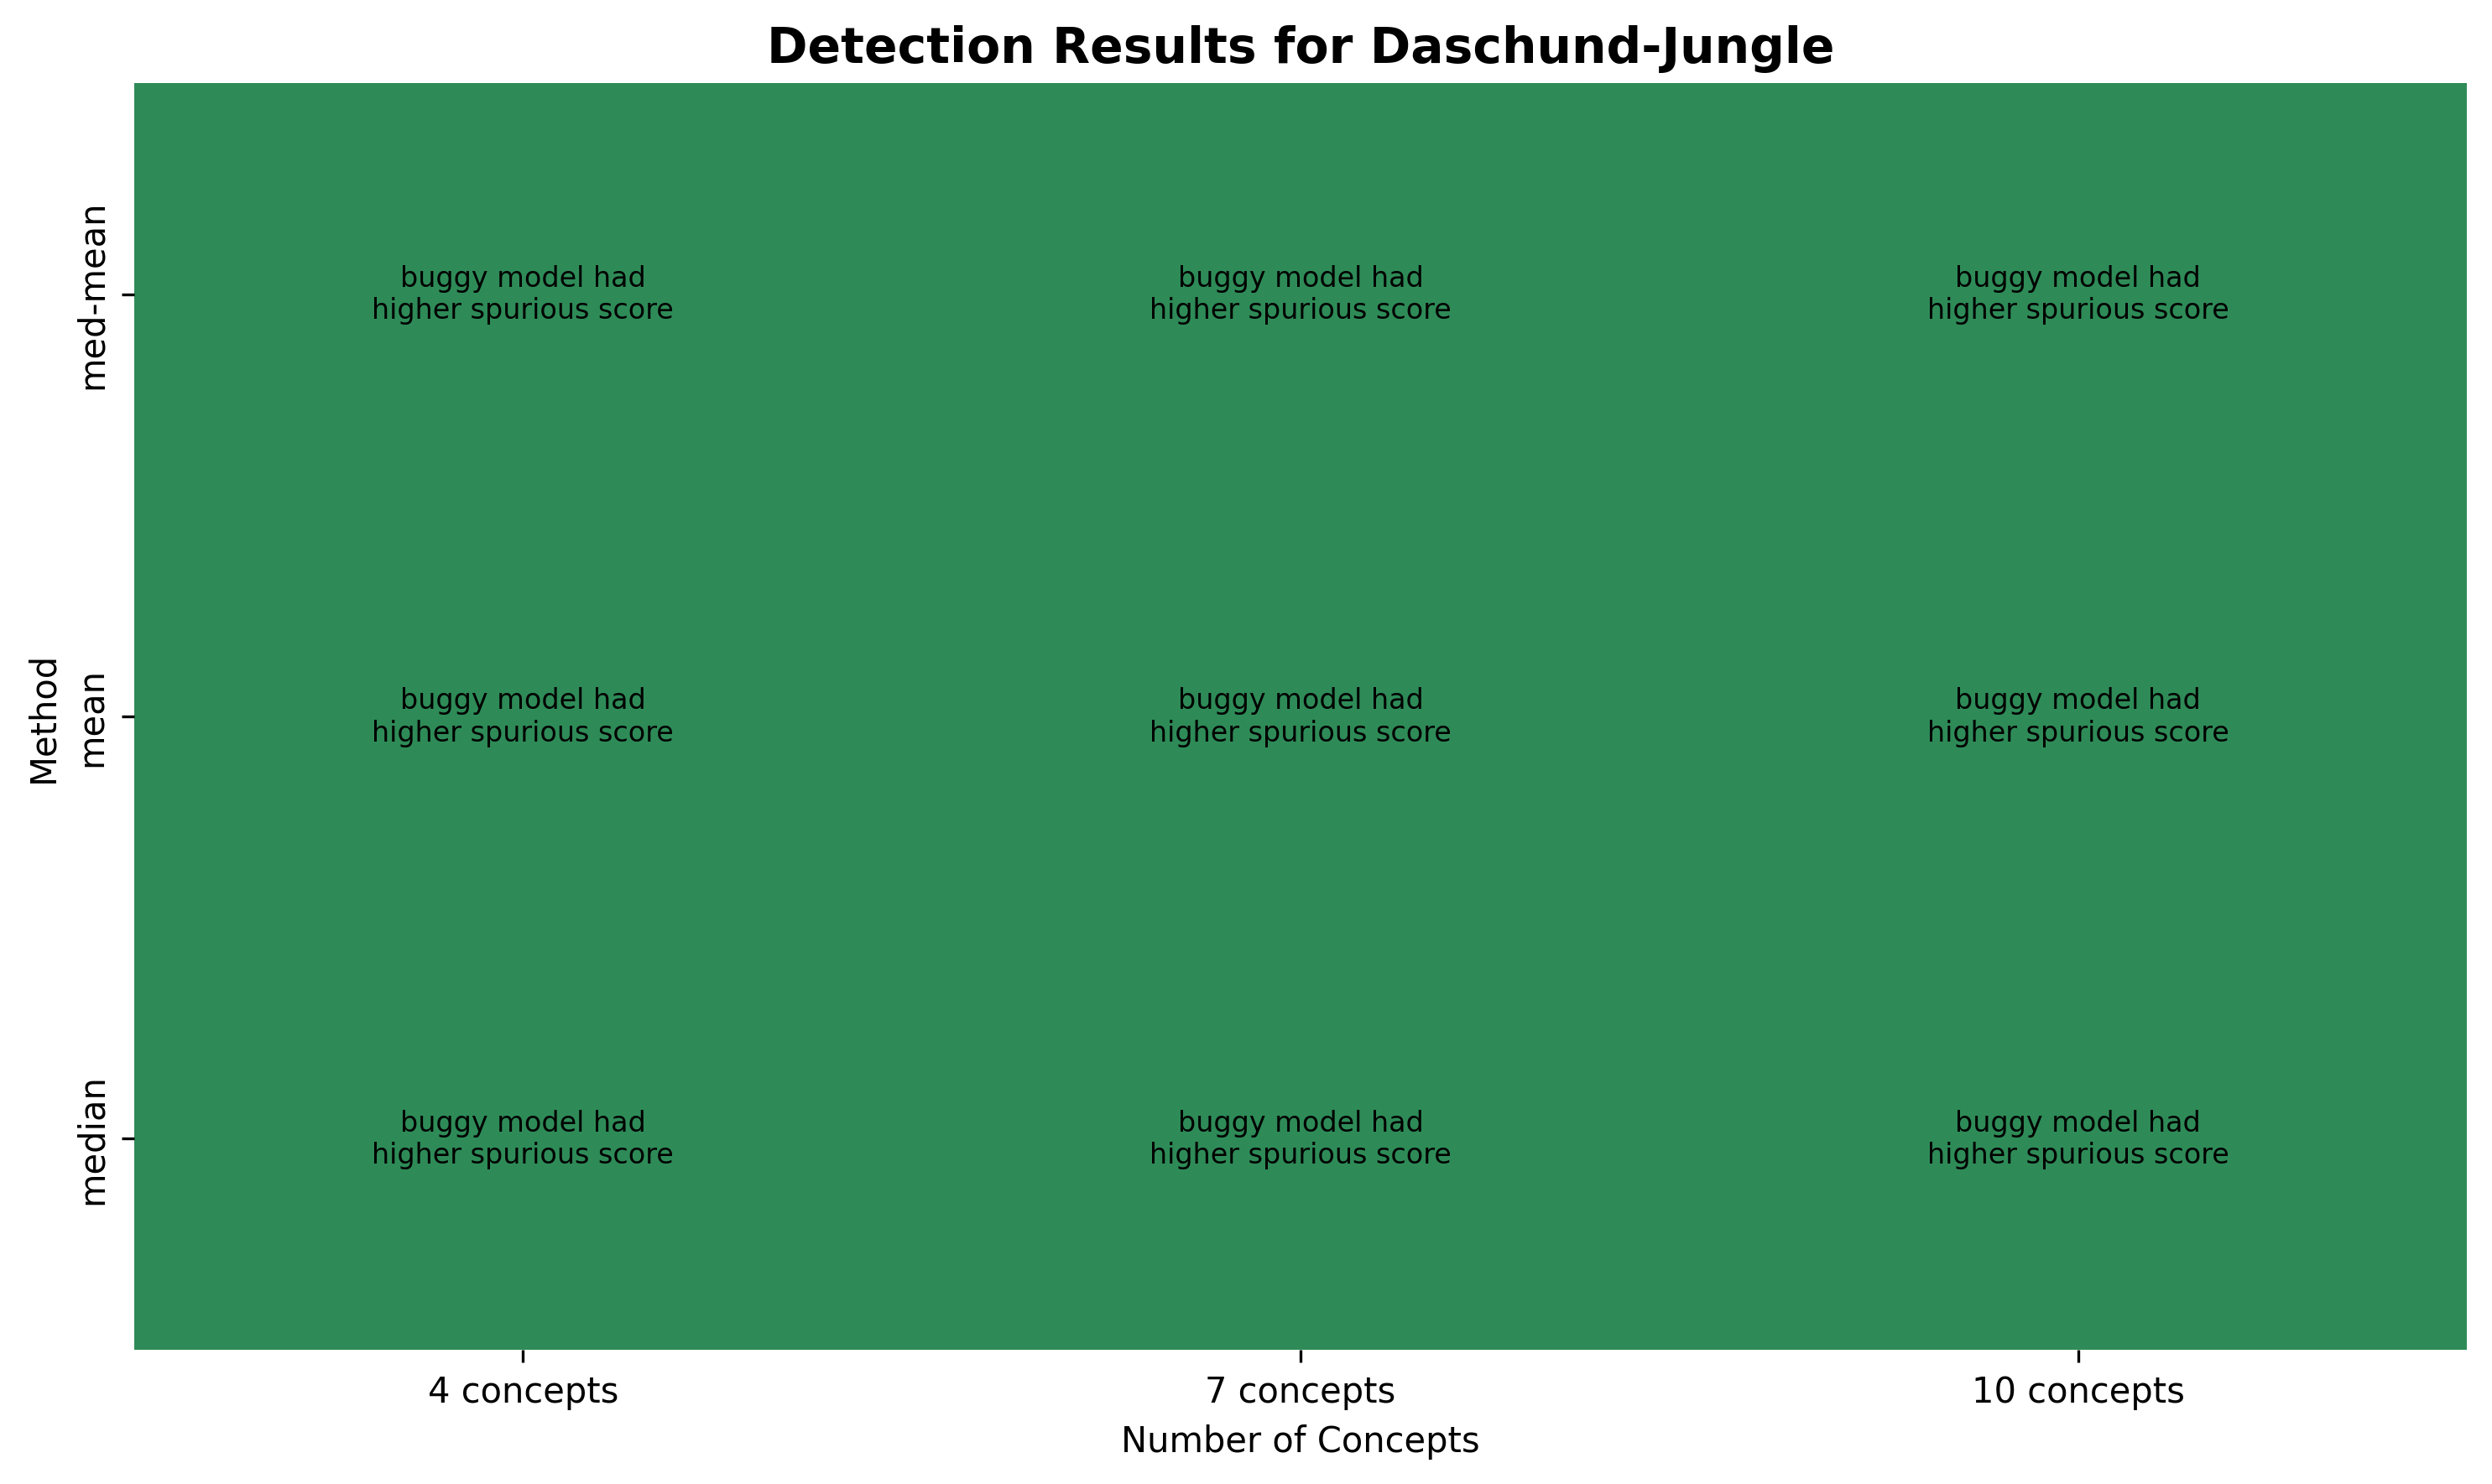 Detection Results for Daschund-Jungle
Method
med-mean
buggy model had
higher spurious score
buggy model had
higher spurious score
buggy model had
higher spurious score
mean
buggy model had
higher spurious score
buggy model had
higher spurious score
buggy model had
higher spurious score
median
buggy model had
higher spurious score
buggy model had
higher spurious score
buggy model had
higher spurious score
4 concepts
7 concepts
10 concepts
Number of Concepts